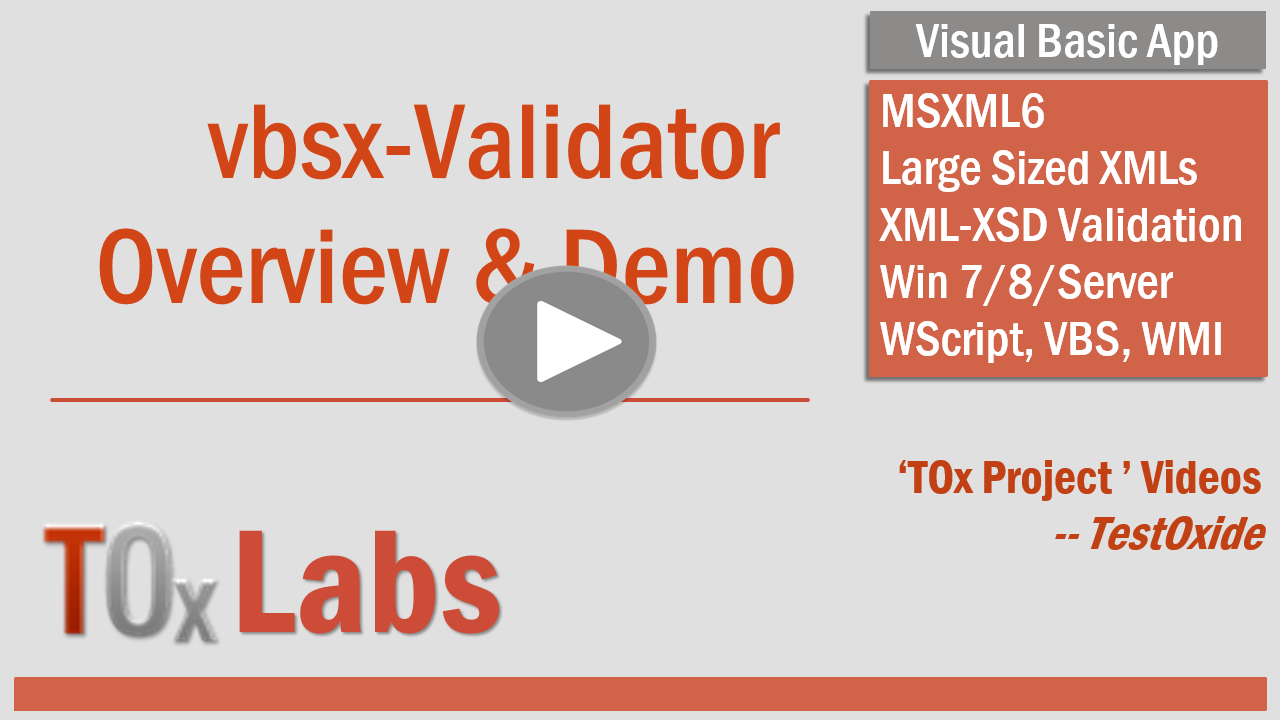 vbsx-Validator
Overview & Demo
Visual Basic App
MSXML6
Large Sized XMLs
XML-XSD Validation
Win 7/8/Server
WScript, VBS, WMI
‘TOx Project ’ Videos
-- TestOxide
TOx Labs